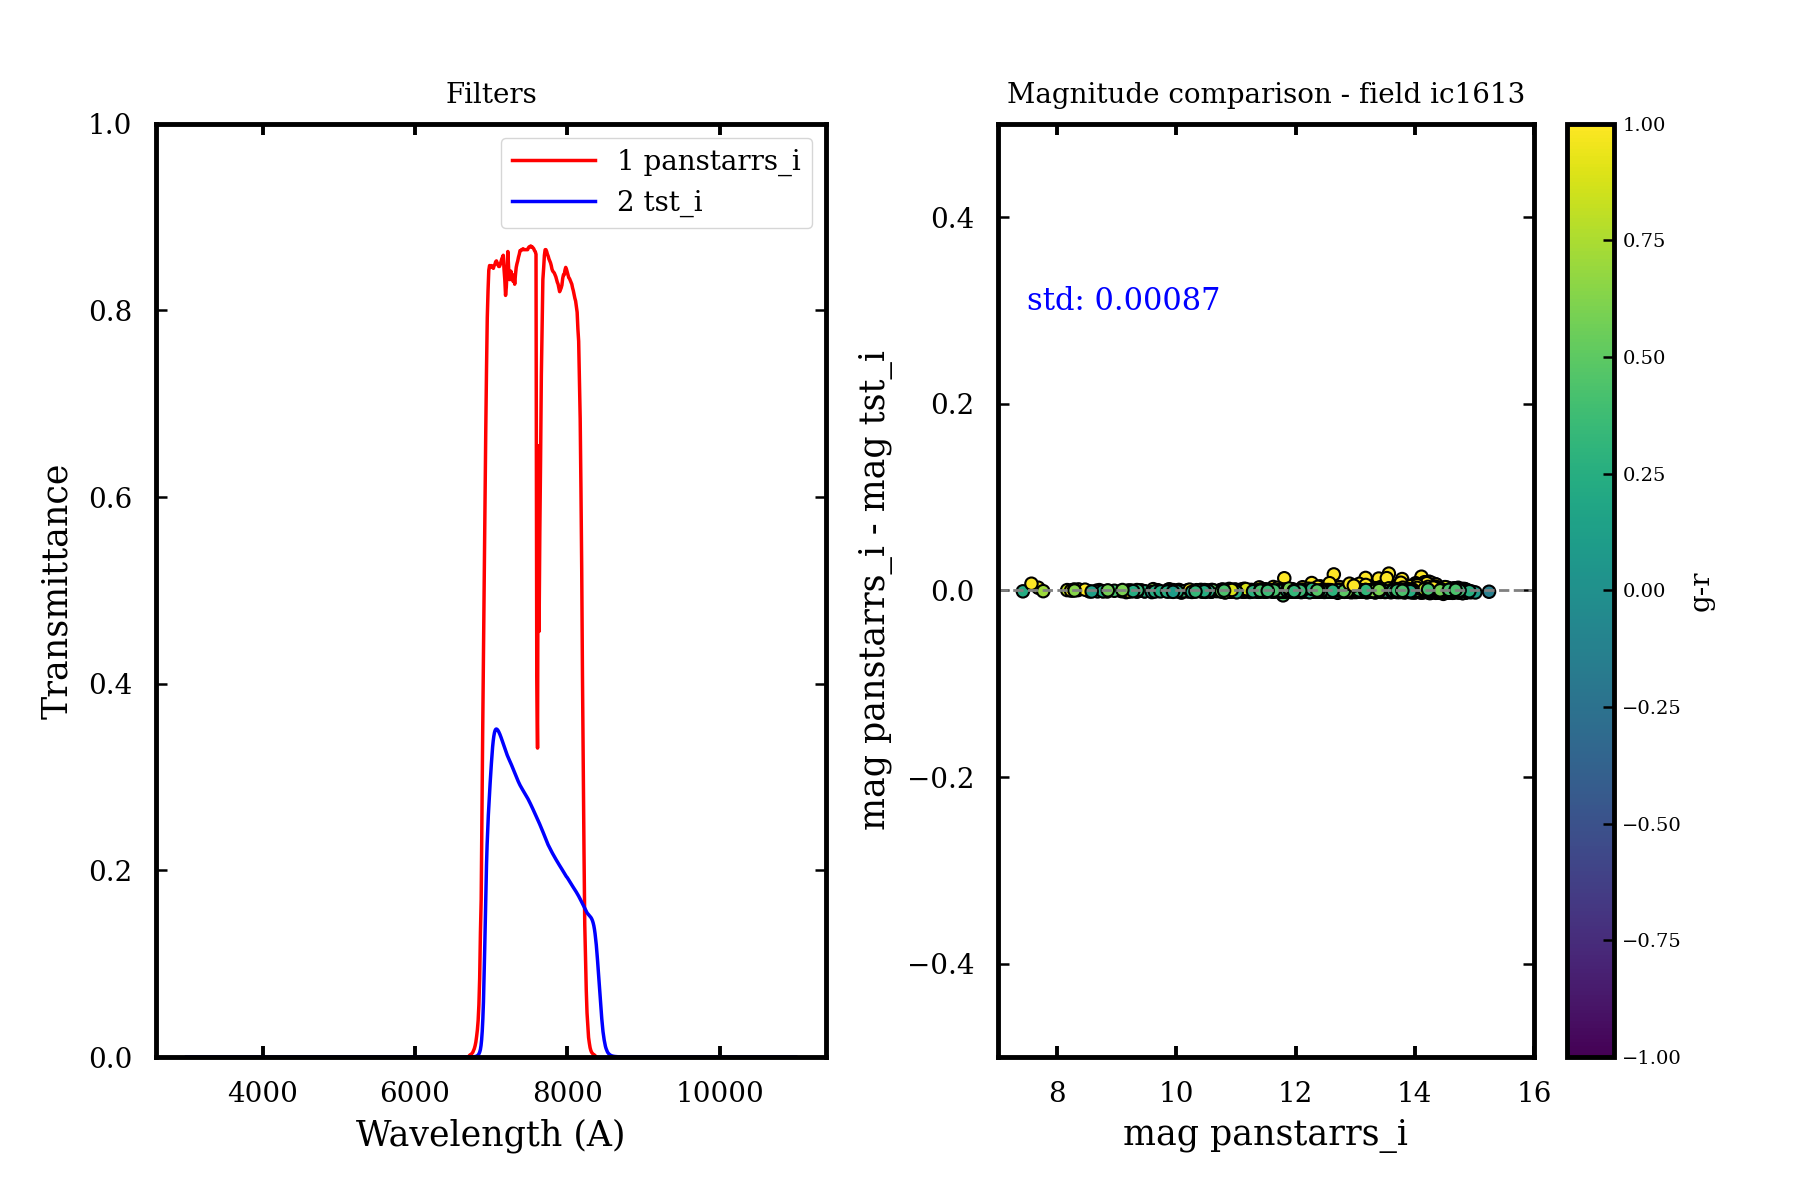 Filters
1.0
0.8
0.6
0.4
0.2
0.0
Transmittance
1 panstarrs_i
2 tst_i
4000
6000
8000
10000
Wavelength (A)
Magnitude comparison - field ic1613
0.4
0.2
0.0
−0.2
−0.4
mag panstarrs_i - mag tst_i
std: 0.00087
8
10
12
14
16
mag panstarrs_i
1.00
0.75
0.50
0.25
0.00
−0.25
−0.50
−0.75
−1.00
g-r